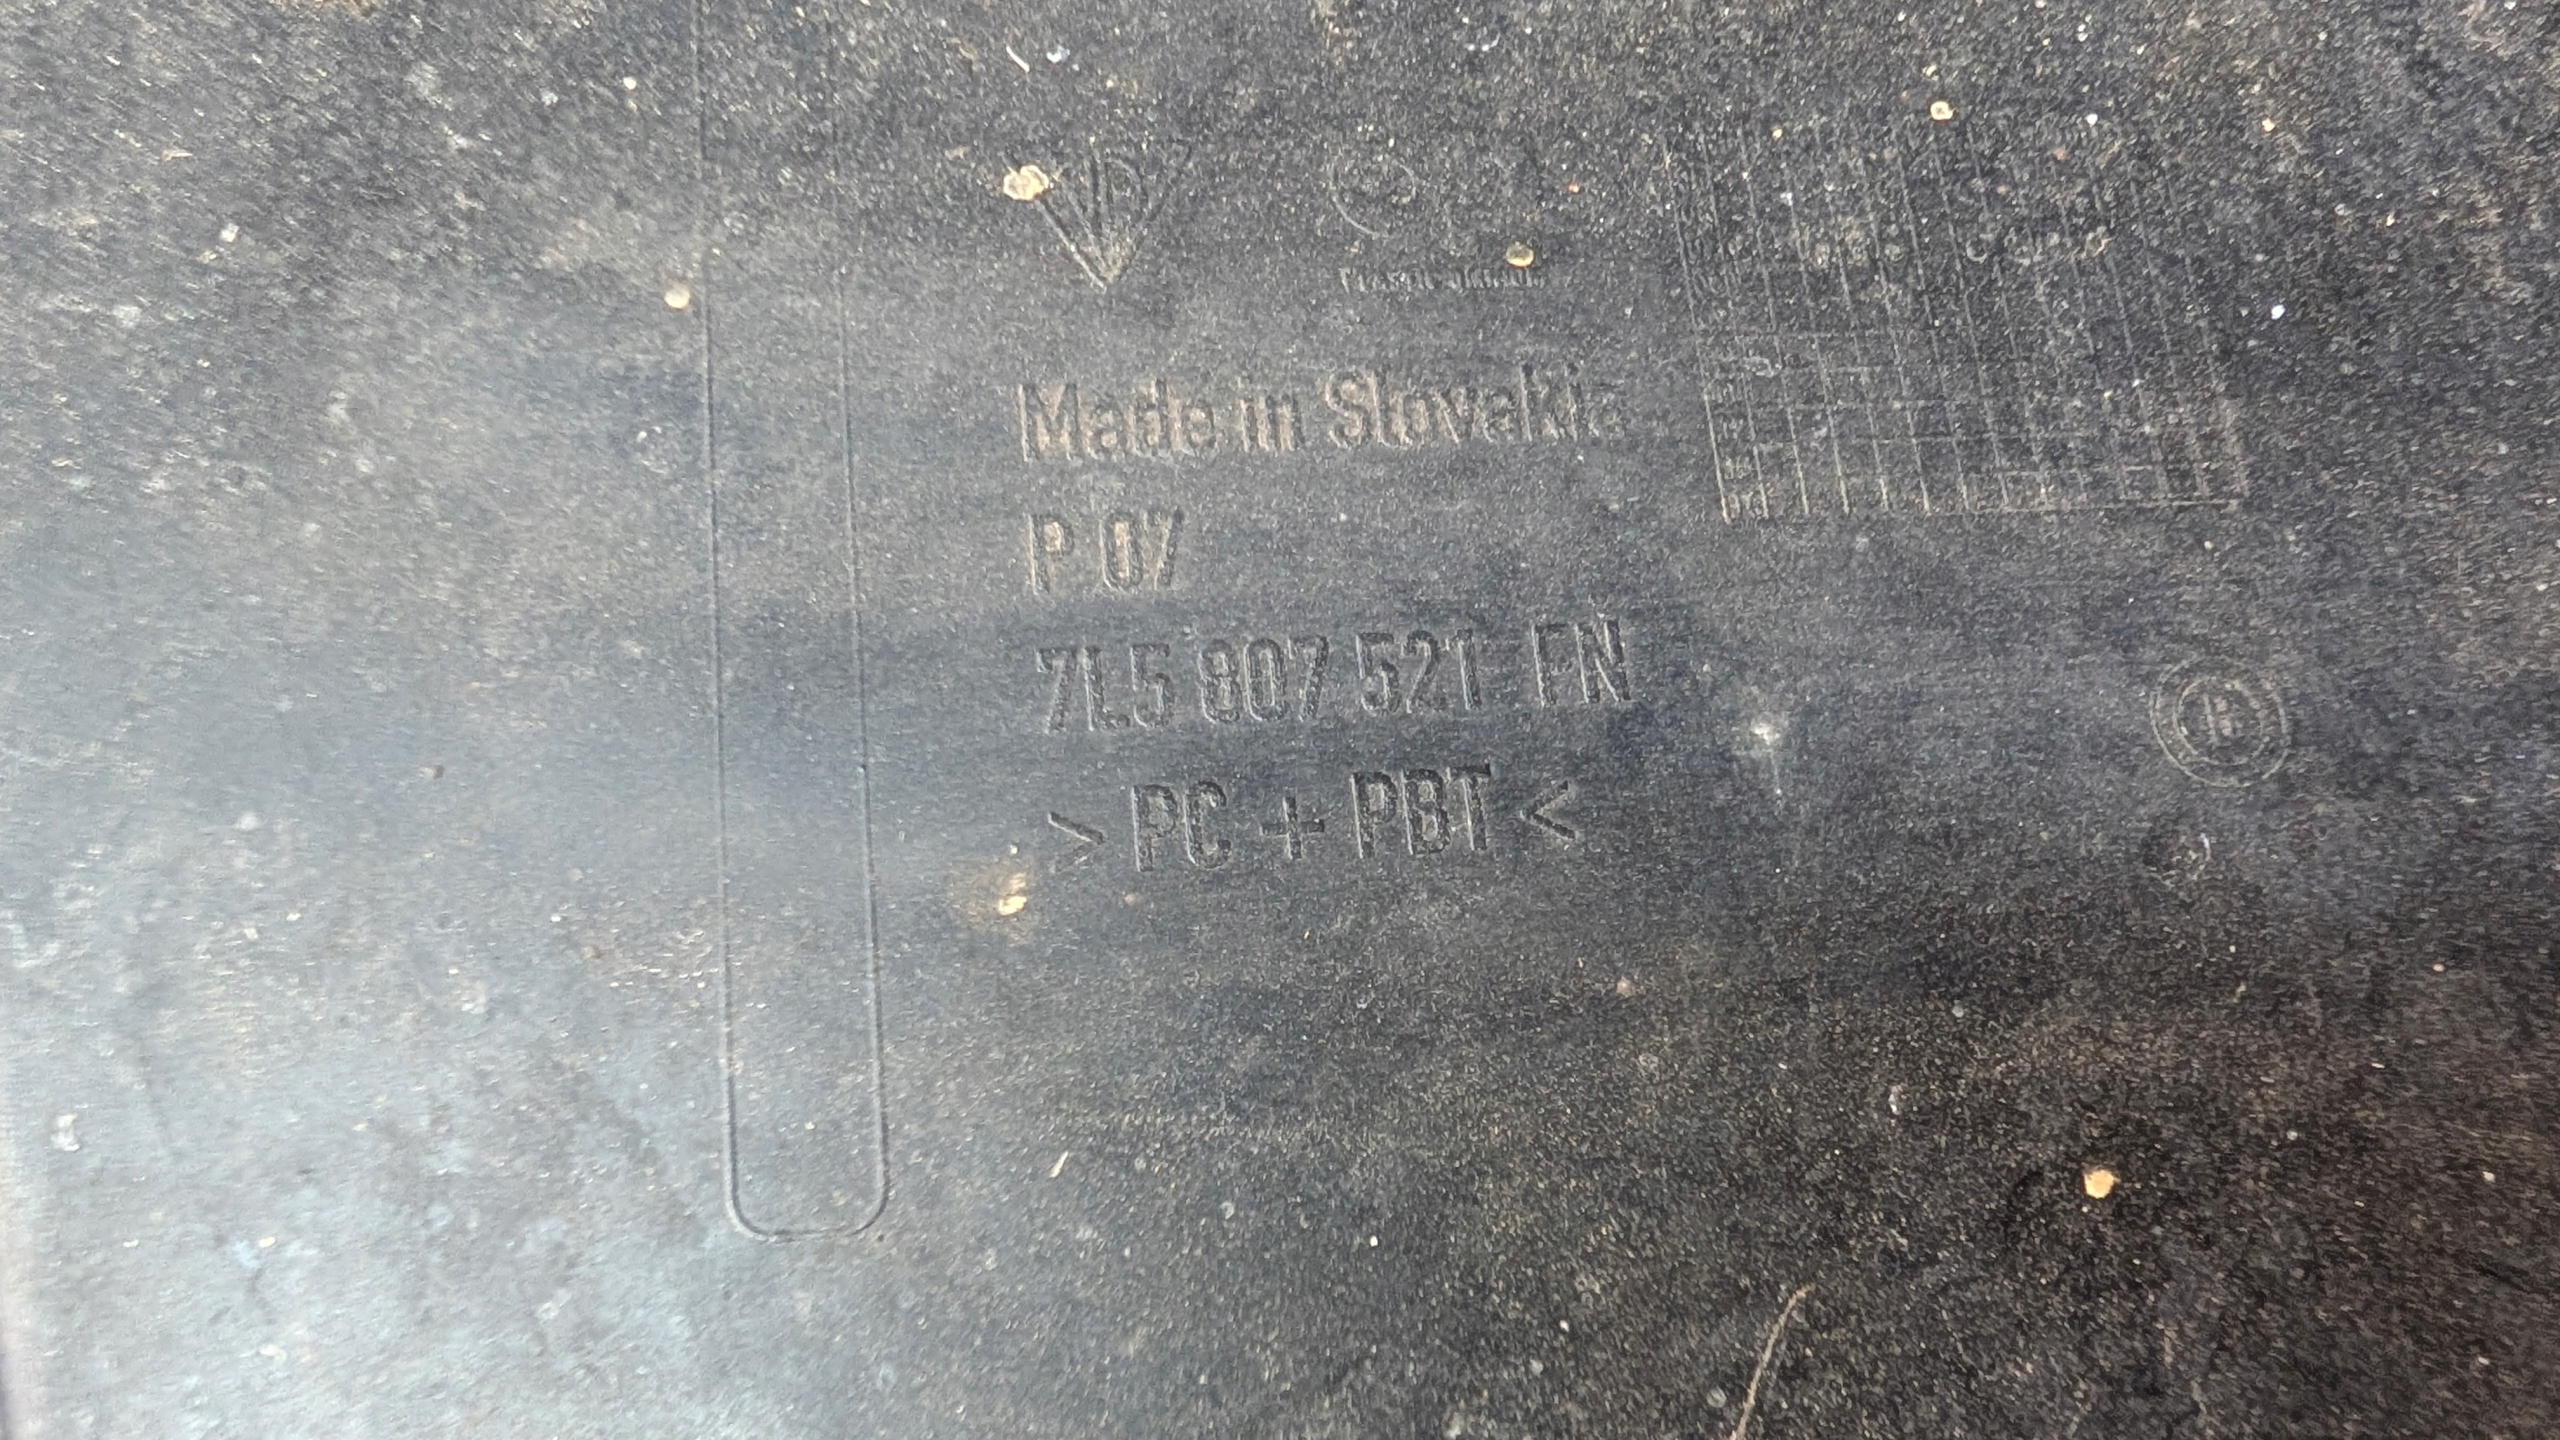 Made in Slovakia
P 07
7L5 807 521 FN
> PC + PBT <